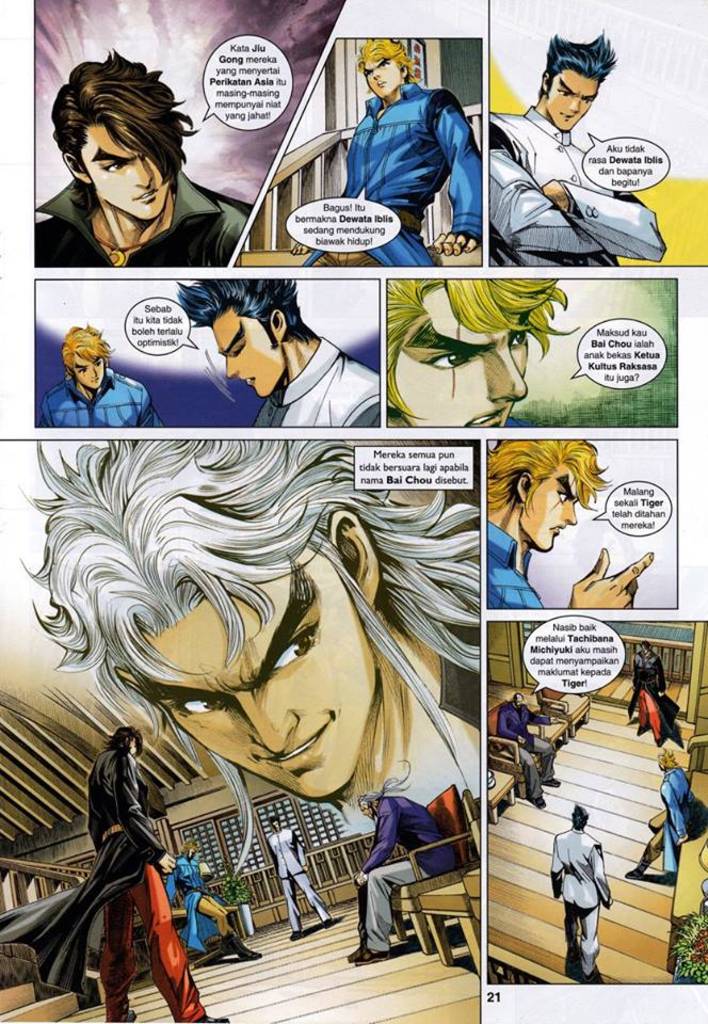 Kata Jiu
Gong mereka
yang menyertai
Perikatan Asia itu
masing-masing
mempunyai niat
yang jahat!
Bagus! Itu
bermakna Dewata Iblis
sedang mendukung
biawak hidup!
Aku tidak
rasa Dewata Iblis
dan bapanya
begitu!
Sebab
itu kita tidak
boleh terlalu
optimistik!
Maksud kau
Bai Chou ialah
anak bekas Ketua
Kultus Raksasa
itu juga?
Mereka semua pun
tidak bersuara lagi apabila
nama Bai Chou disebut.
Malang
sekali Tiger
telah ditahan
mereka!
Nasib baik
melalui Tachibana
Michiyuki aku masih
dapat menyampaikan
maklumat kepada
Tiger!
21